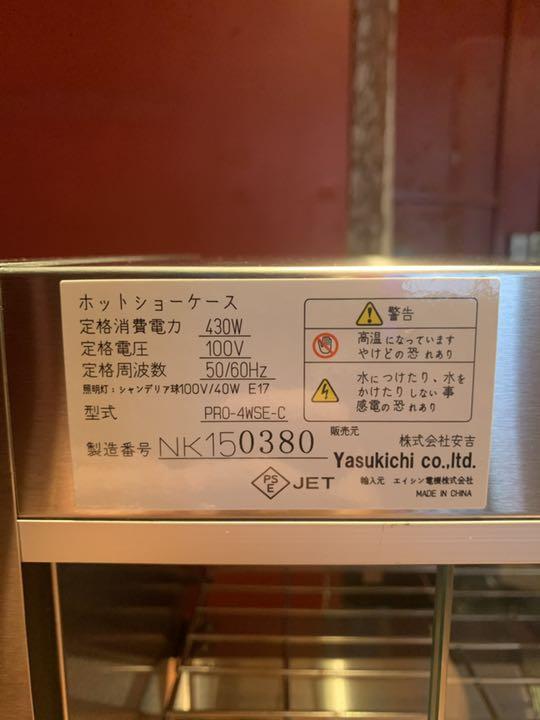 ホットショーケース
定格消費電力 430W
定格電圧 100V
定格周波数 50/60Hz
照明灯：シャンデリア球100V/40W E17
型式 PRO-4WSE-C
製造番号 NK150380
警告
高温になっています
やけどの恐れあり
水につけたり、水を
かけたりしない事
感電の恐れあり
販売元 株式会社安吉
Yasukichi co.,ltd.
PSE JET
輸入元 エイシン電機株式会社
MADE IN CHINA